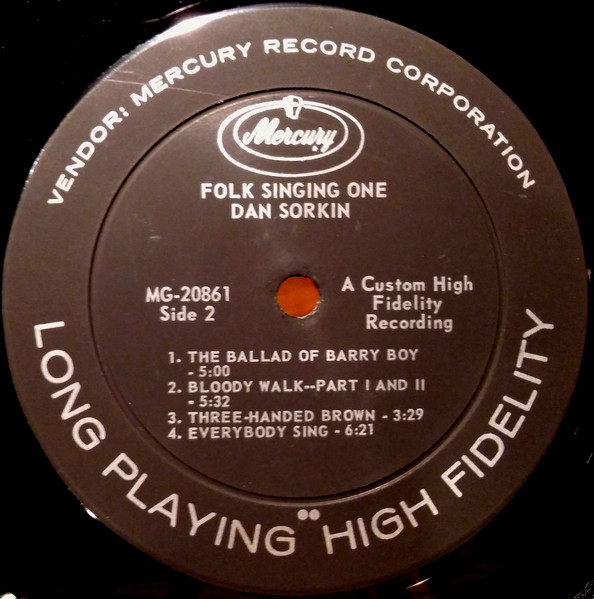 VENDOR: MERCURY RECORD CORPORATION
Mercury
FOLK SINGING ONE
DAN SORKIN
MG-20861
Side 2
A Custom High
Fidelity
Recording
1. THE BALLAD OF BARRY BOY
- 5:00
2. BLOODY WALK--PART I AND II
- 5:32
3. THREE-HANDED BROWN - 3:29
4. EVERYBODY SING - 6:21
LONG PLAYING HIGH FIDELITY